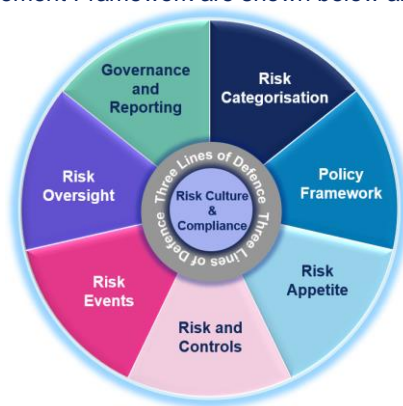 ement Framework are shown below a
Governance
and
Reporting
Risk
Categorisation
Policy
Framework
Risk
Appetite
Risk and
Controls
Risk
Events
Risk
Oversight
Three Lines of Defence
Three Lines of Defence
Risk Culture
&
Compliance